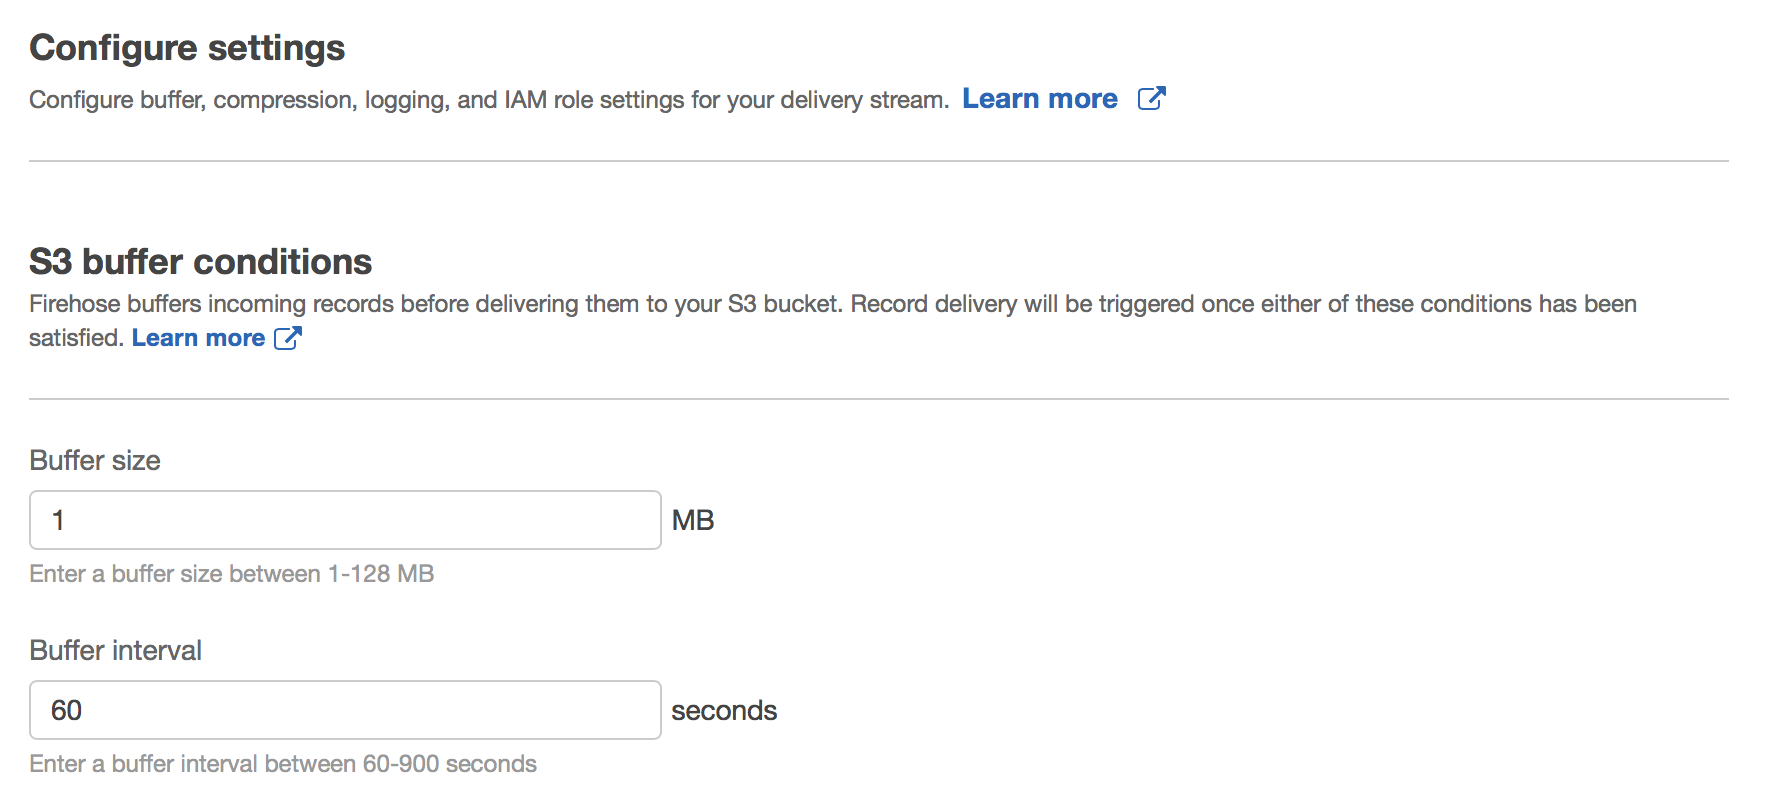 Configure settings
Configure buffer, compression, logging, and IAM role settings for your delivery stream. Learn more
S3 buffer conditions
Firehose buffers incoming records before delivering them to your S3 bucket. Record delivery will be triggered once either of these conditions has been
satisfied. Learn more
Buffer size
1 MB
Enter a buffer size between 1-128 MB
Buffer interval
60 seconds
Enter a buffer interval between 60-900 seconds